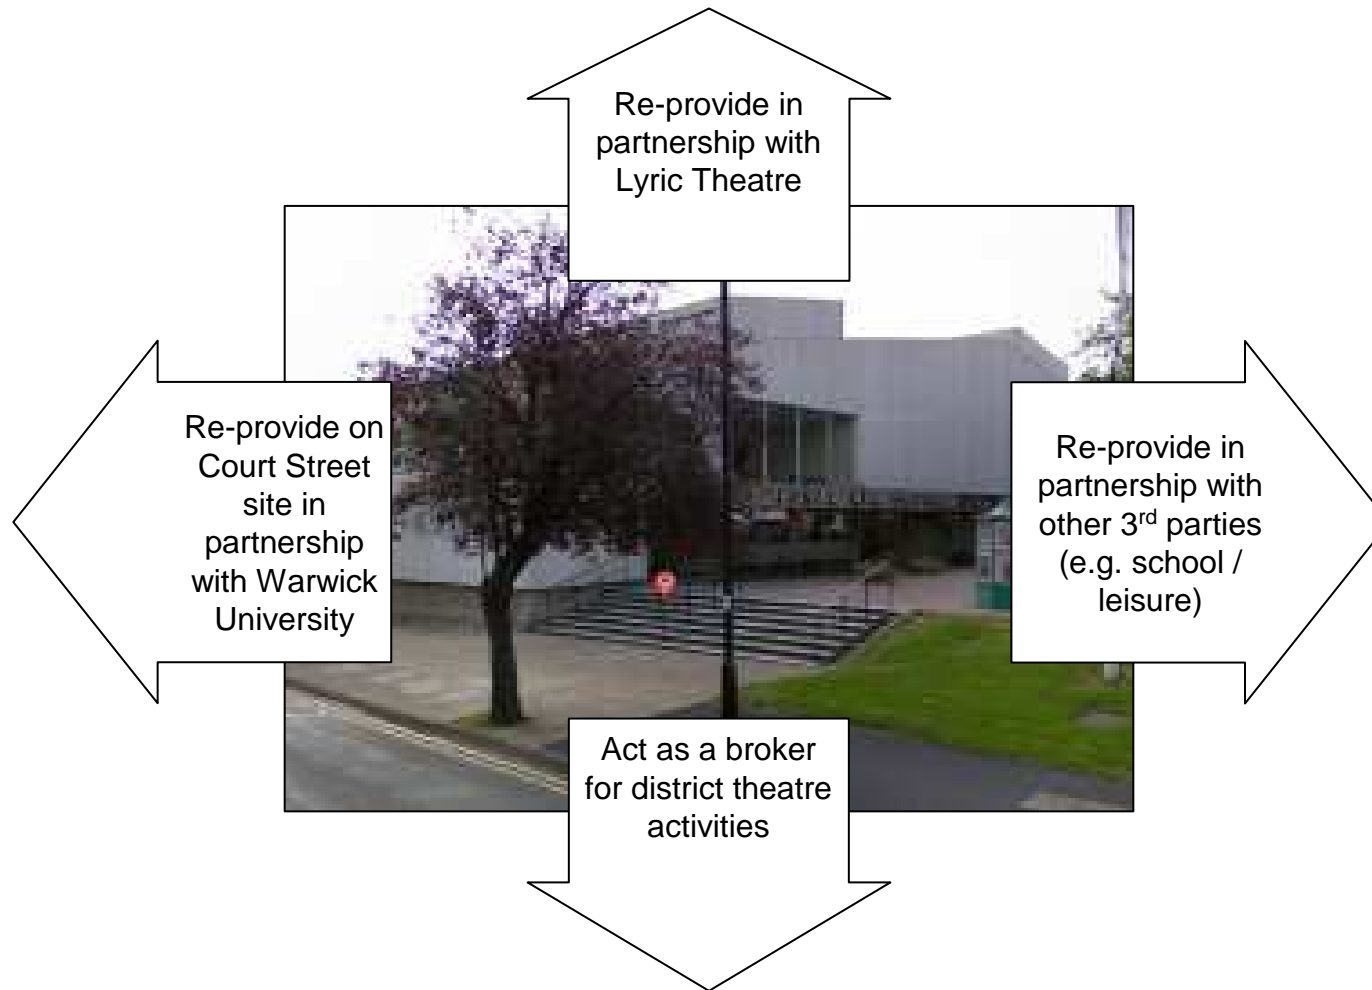 Re-provide in
partnership with
Lyric Theatre
Re-provide on
Court Street
site in
partnership
with Warwick
University
Re-provide in
partnership with
other 3rd parties
(e.g. school /
leisure)
Act as a broker
for district theatre
activities